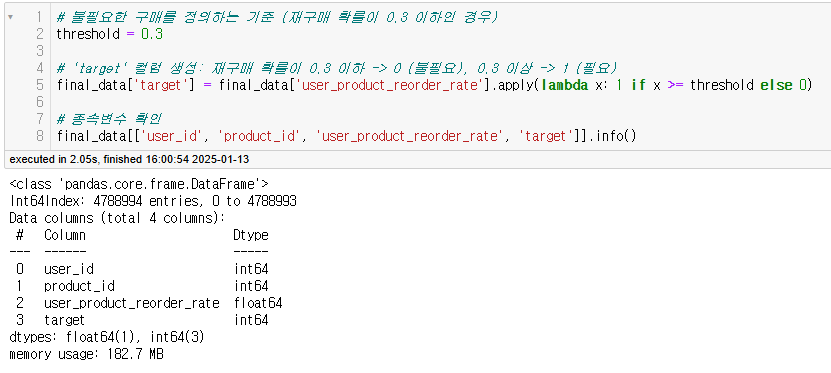 1 # 불필요한 구매를 정의하는 기준 (재구매 확률이 0.3 이하인 경우)
2 threshold = 0.3
3
4 # 'target' 컬럼 생성: 재구매 확률이 0.3 이하 -> 0 (불필요), 0.3 이상 -> 1 (필요)
5 final_data['target'] = final_data['user_product_reorder_rate'].apply(lambda x: 1 if x >= threshold else 0)
6
7 # 종속변수 확인
8 final_data[['user_id', 'product_id', 'user_product_reorder_rate', 'target']].info()
executed in 2.05s, finished 16:00:54 2025-01-13
<class 'pandas.core.frame.DataFrame'>
Int64Index: 4788994 entries, 0 to 4788993
Data columns (total 4 columns):
 #   Column                     Dtype
---  ------                     -----
 0   user_id                    int64
 1   product_id                 int64
 2   user_product_reorder_rate  float64
 3   target                     int64
dtypes: float64(1), int64(3)
memory usage: 182.7 MB